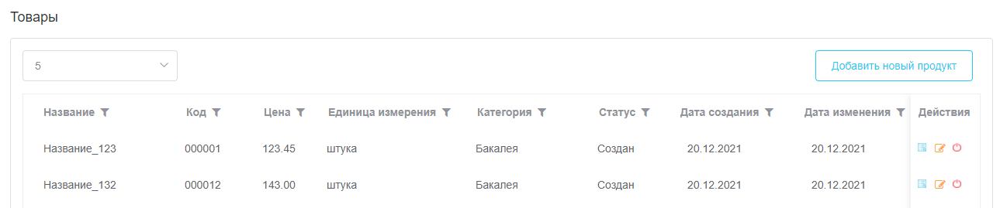 Товары
5
Добавить новый продукт
Название Код Цена Единица измерения Категория Статус Дата создания Дата изменения Действия
Название_123 000001 123.45 штука Бакалея Создан 20.12.2021 20.12.2021
Название_132 000012 143.00 штука Бакалея Создан 20.12.2021 20.12.2021